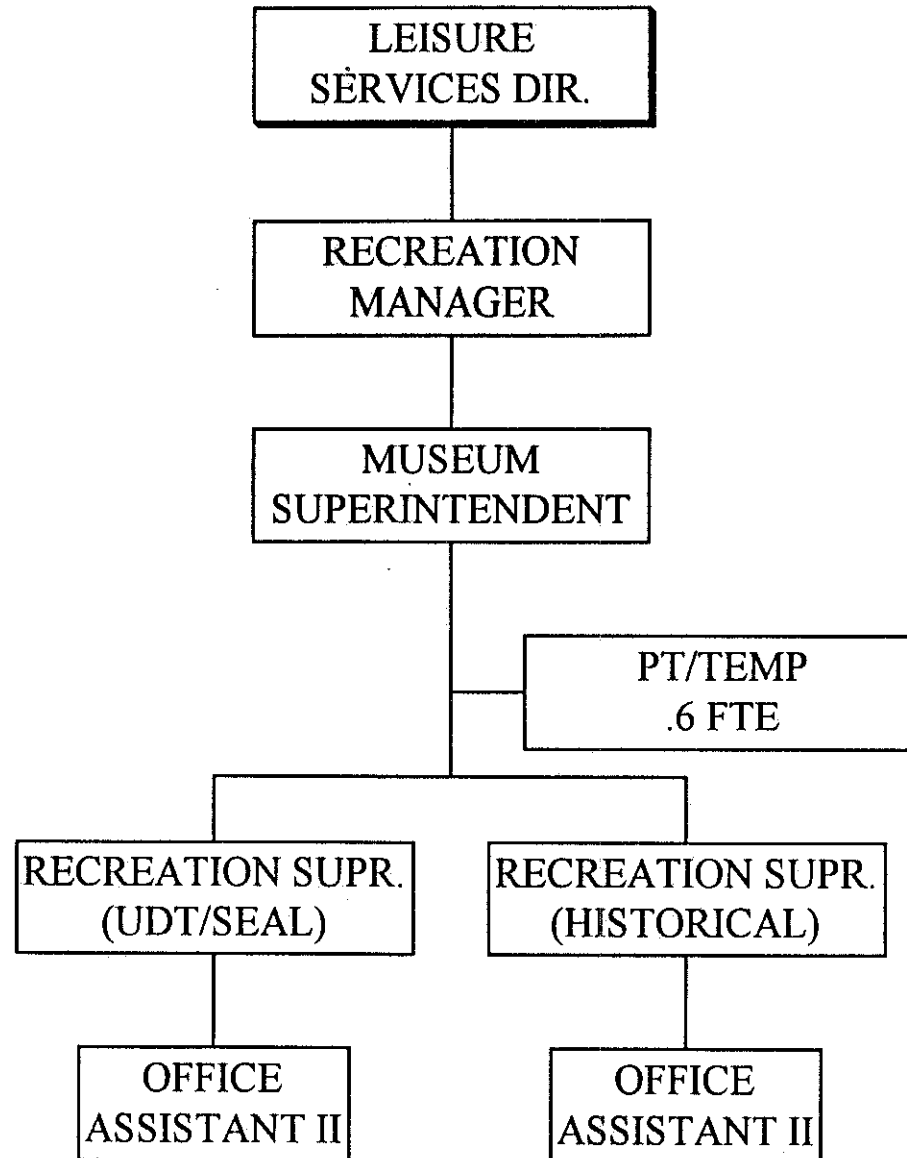 LEISURE
SERVICES DIR.
RECREATION
MANAGER
MUSEUM
SUPERINTENDENT
PT/TEMP
.6 FTE
RECREATION SUPR.
(UDT/SEAL)
RECREATION SUPR.
(HISTORICAL)
OFFICE
ASSISTANT II
OFFICE
ASSISTANT II